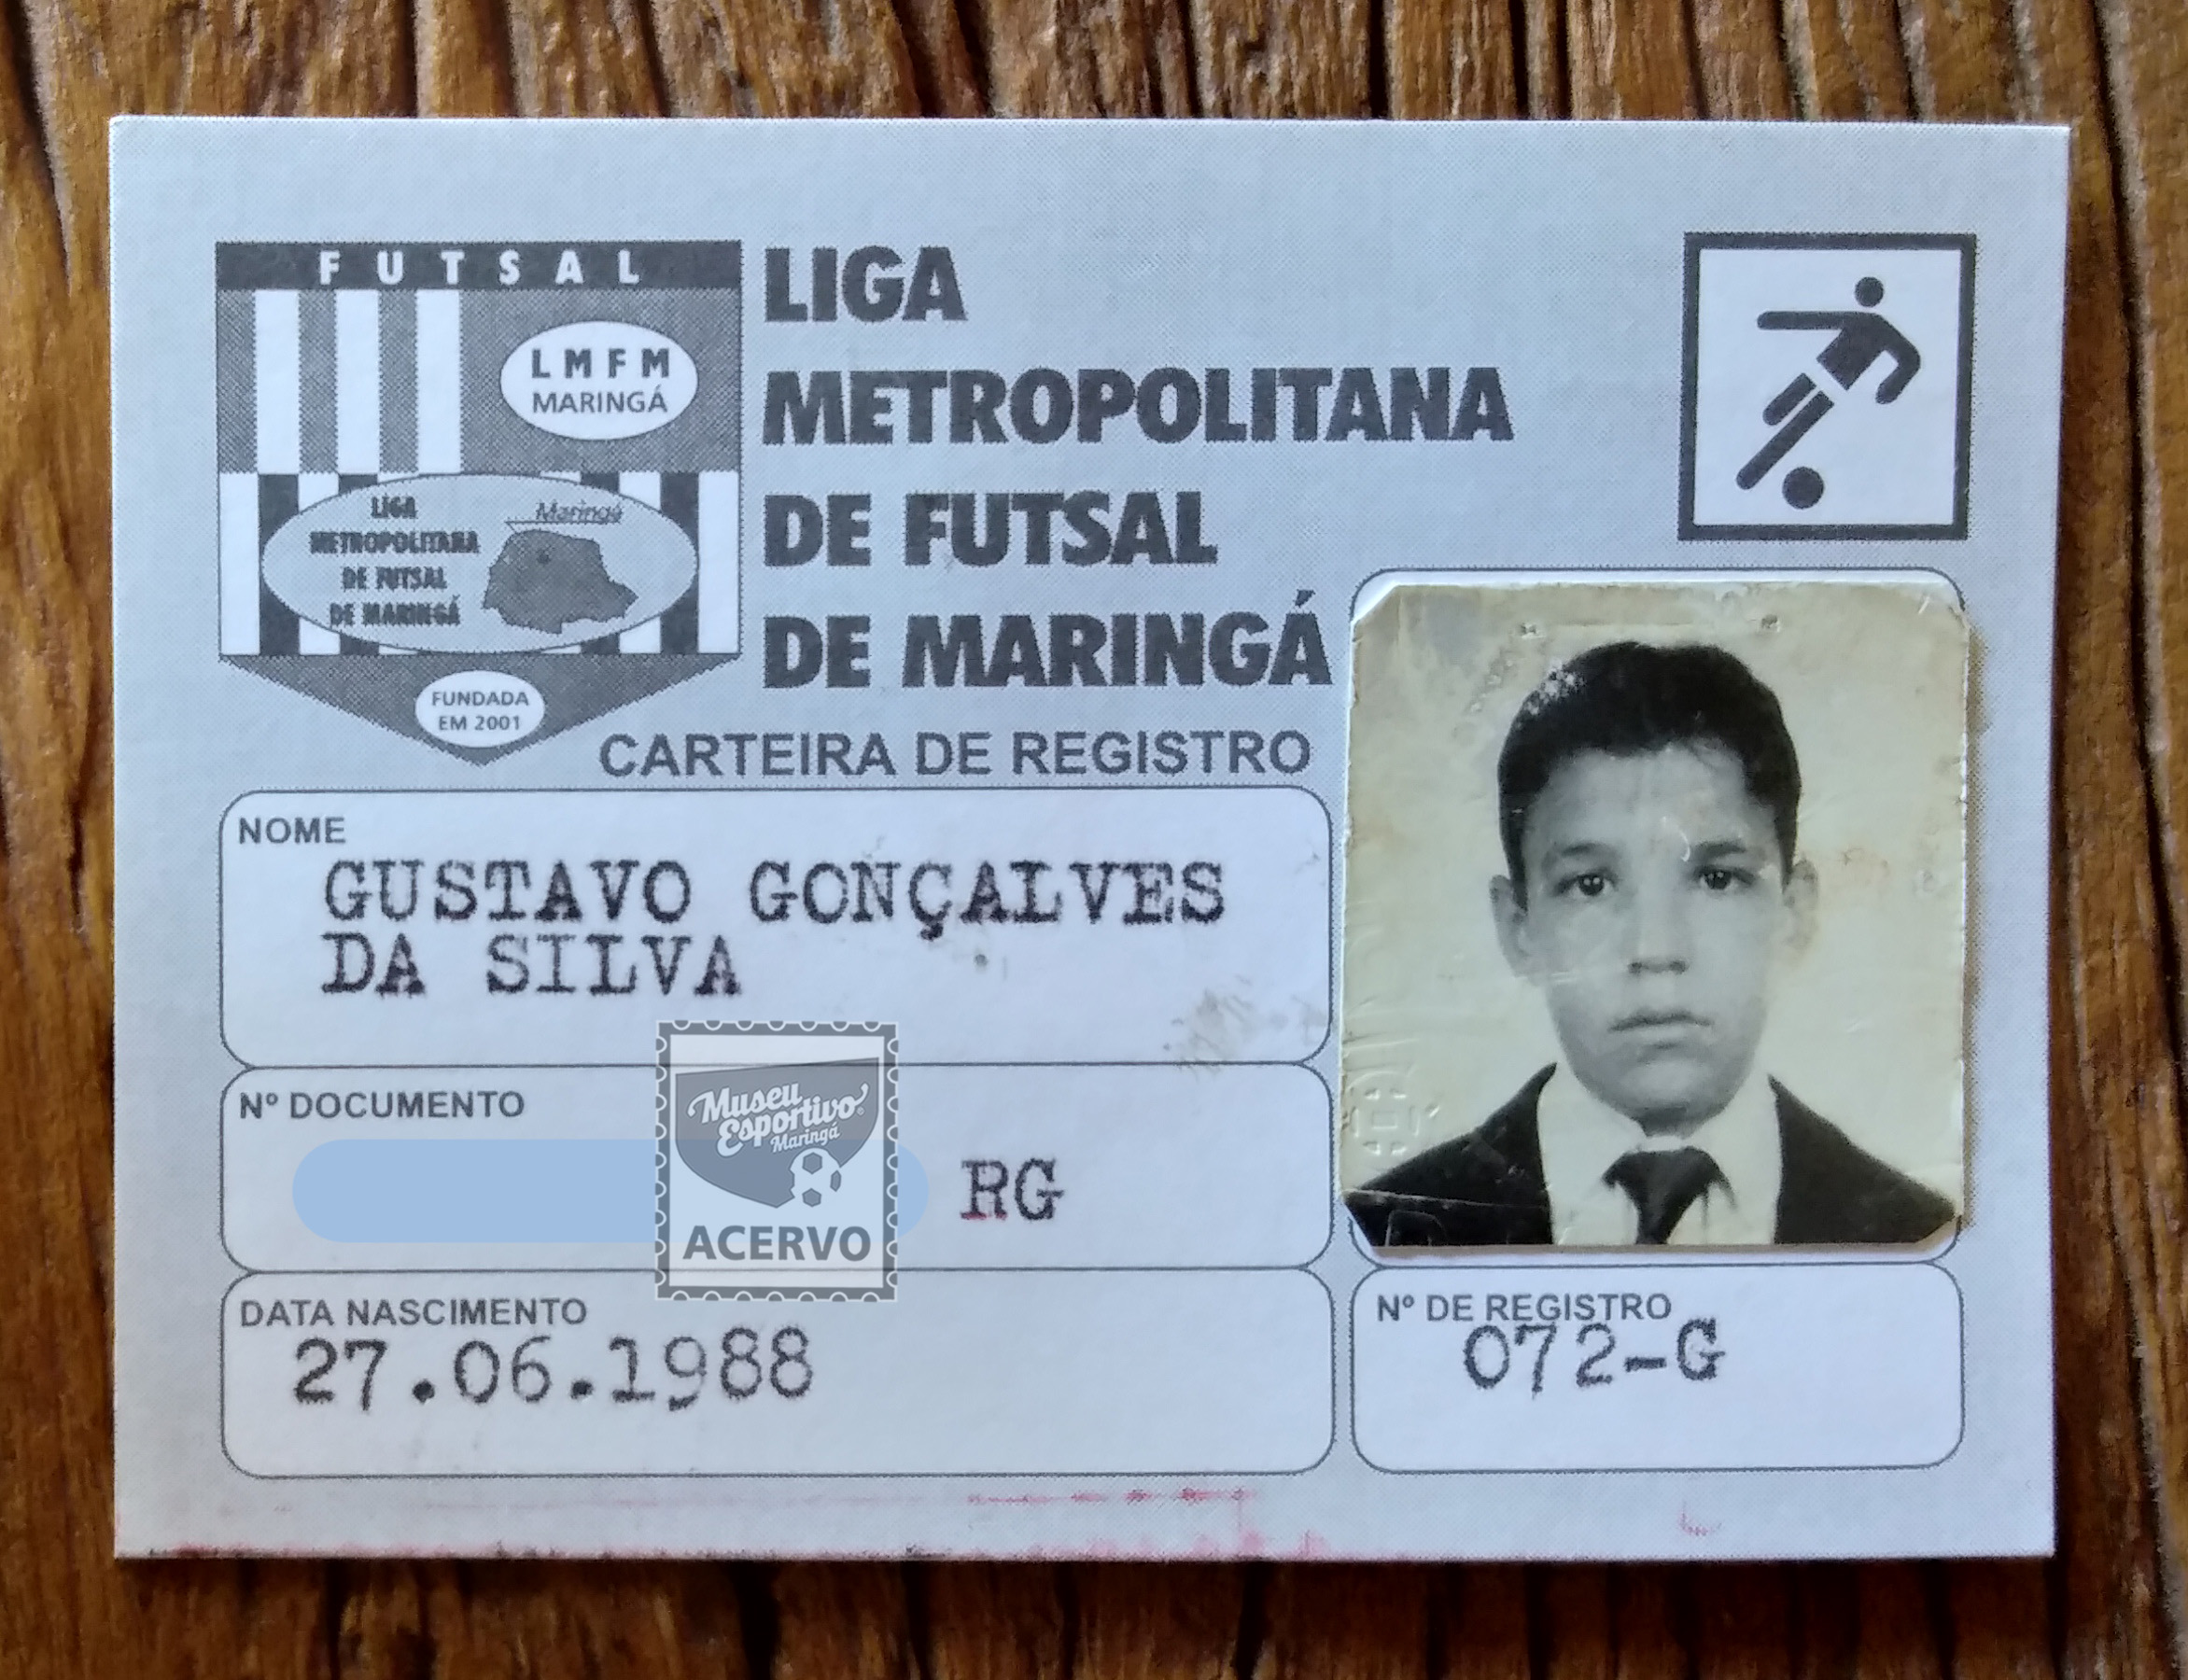 FUTSAL
LMFM
MARINGÁ
LIGA
METROPOLITANA
DE FUTSAL
DE MARINGÁ
Maringá
FUNDADA
EM 2001
LIGA
METROPOLITANA
DE FUTSAL
DE MARINGÁ
CARTEIRA DE REGISTRO
NOME
GUSTAVO GONÇALVES
DA SILVA
Nº DOCUMENTO
RG
Museu
Esportivo
Maringá
ACERVO
DATA NASCIMENTO
27.06.1988
Nº DE REGISTRO
072-G